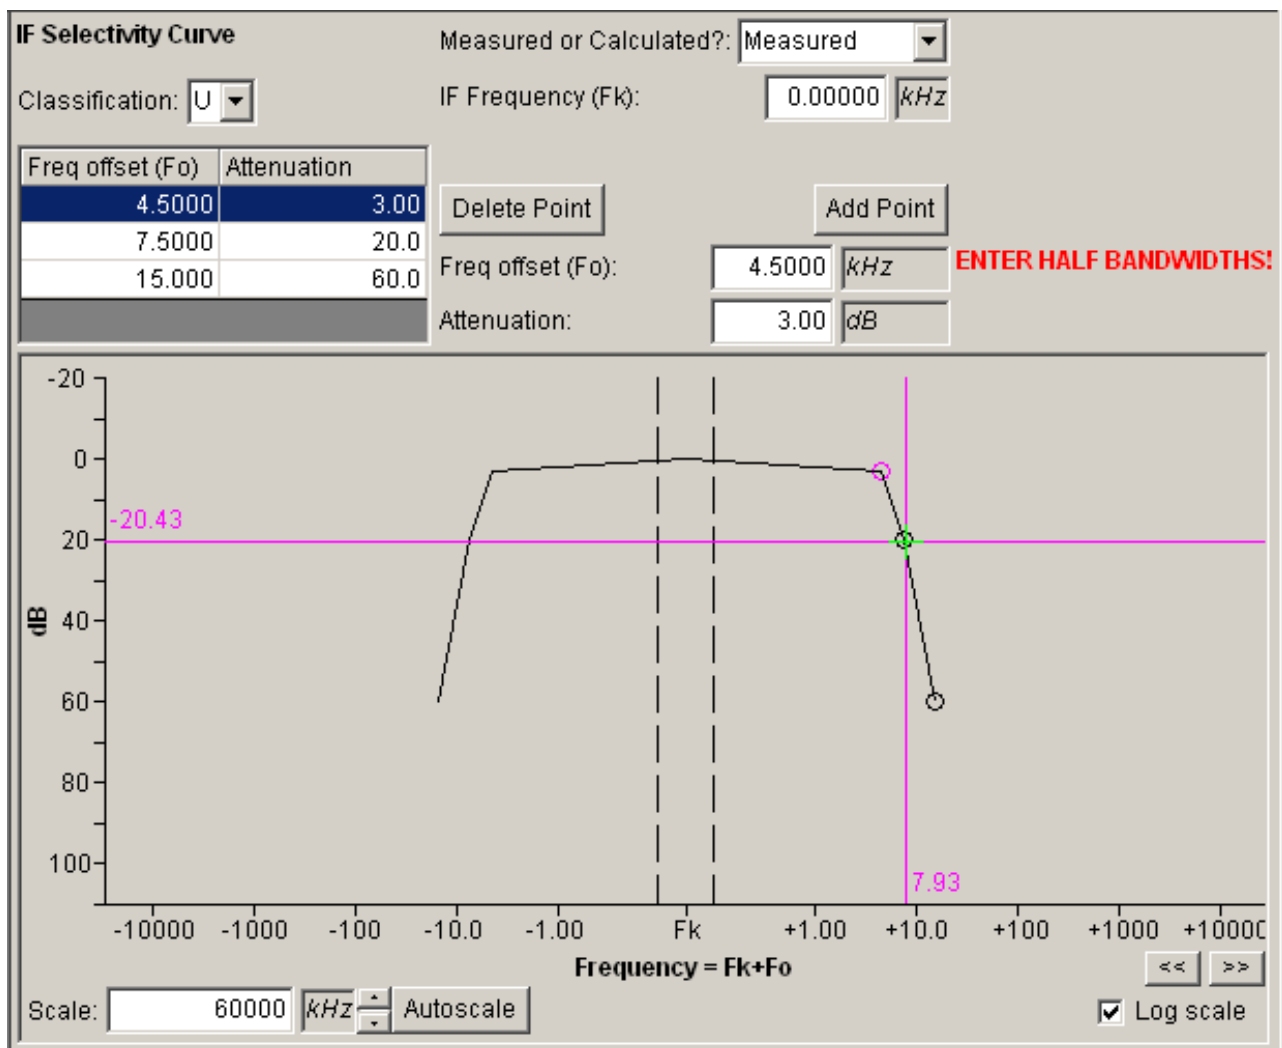 IF Selectivity Curve
Measured or Calculated?: Measured
Classification: U
IF Frequency (Fk): 0.00000 kHz
Freq offset (Fo) Attenuation
4.5000 3.00
7.5000 20.0
15.000 60.0
Delete Point Add Point
Freq offset (Fo): 4.5000 kHz ENTER HALF BANDWIDTHS!
Attenuation: 3.00 dB
-20
0
-20.43
20
dB
40
60
80
100
7.93
-10000 -1000 -100 -10.0 -1.00 Fk +1.00 +10.0 +100 +1000 +10000
Frequency = Fk+Fo
<< >>
Scale: 60000 kHz Autoscale
Log scale